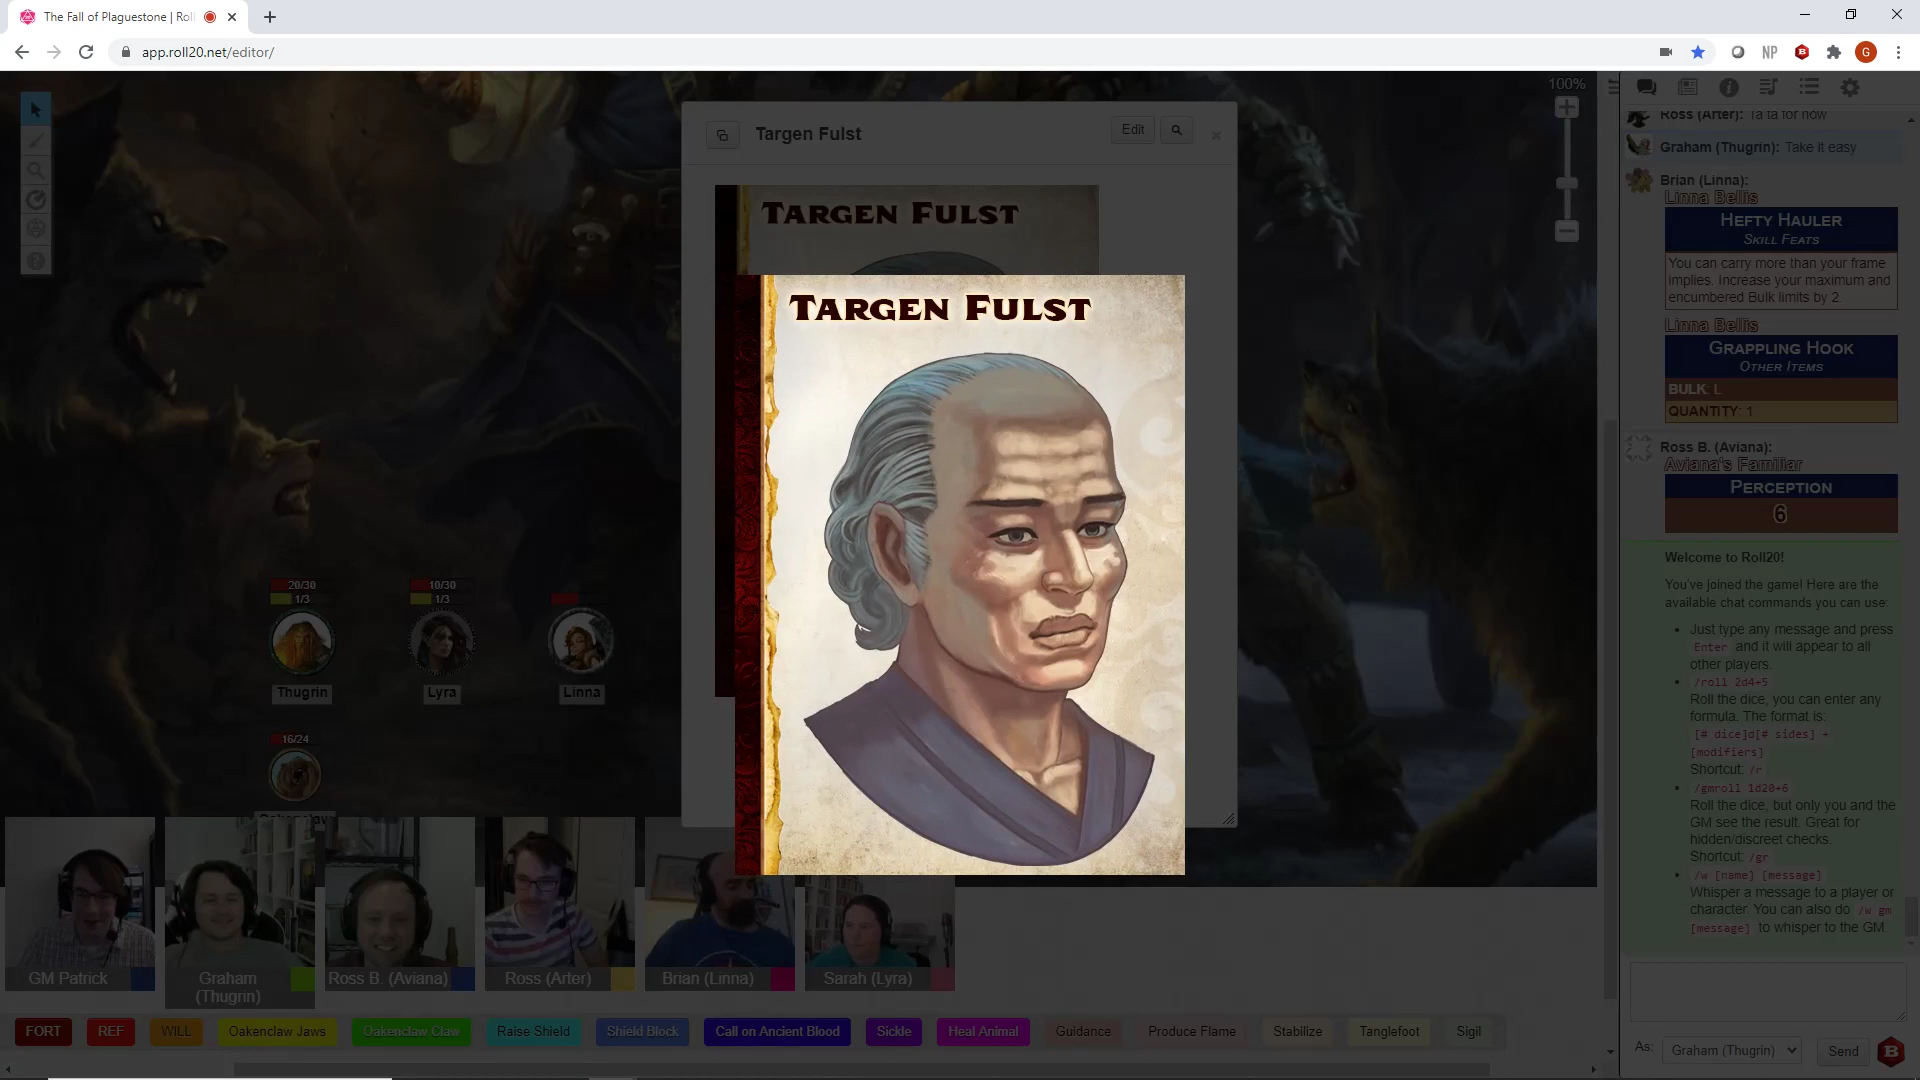 The Fall of Plaguestone | Roll
app.roll20.net/editor/
NP
G
100%
Targen Fulst
Edit
TARGEN FULST
TARGEN FULST
20/30
1/3
10/30
1/3
Thugrin
Lyra
Linna
16/24
GM Patrick
Graham
(Thugrin)
Ross B. (Aviana)
Ross (Arter)
Brian (Linna)
Sarah (Lyra)
FORT
REF
WILL
Oakenclaw Jaws
Oakenclaw Claw
Raise Shield
Shield Block
Call on Ancient Blood
Sickle
Heal Animal
Guidance
Produce Flame
Stabilize
Tanglefoot
Sigil
Ross (Arter): Ta ta for now
Graham (Thugrin): Take it easy
Brian (Linna):
Linna Bellis
HEFTY HAULER
SKILL FEATS
You can carry more than your frame
implies. Increase your maximum and
encumbered Bulk limits by 2.
Linna Bellis
GRAPPLING HOOK
OTHER ITEMS
BULK: L
QUANTITY: 1
Ross B. (Aviana):
Aviana's Familiar
PERCEPTION
6
Welcome to Roll20!
You've joined the game! Here are the
available chat commands you can use:
• Just type any message and press
Enter and it will appear to all
other players.
• /roll 2d4+5
Roll the dice, you can enter any
formula. The format is:
[# dice]d[# sides] +
[modifiers]
Shortcut: /r
• /gmroll 1d20+6
Roll the dice, but only you and the
GM see the result. Great for
hidden/discreet checks.
Shortcut: /gr
• /w [name] [message]
Whisper a message to a player or
character. You can also do /w gm
[message] to whisper to the GM.
As:
Graham (Thugrin)
Send
B